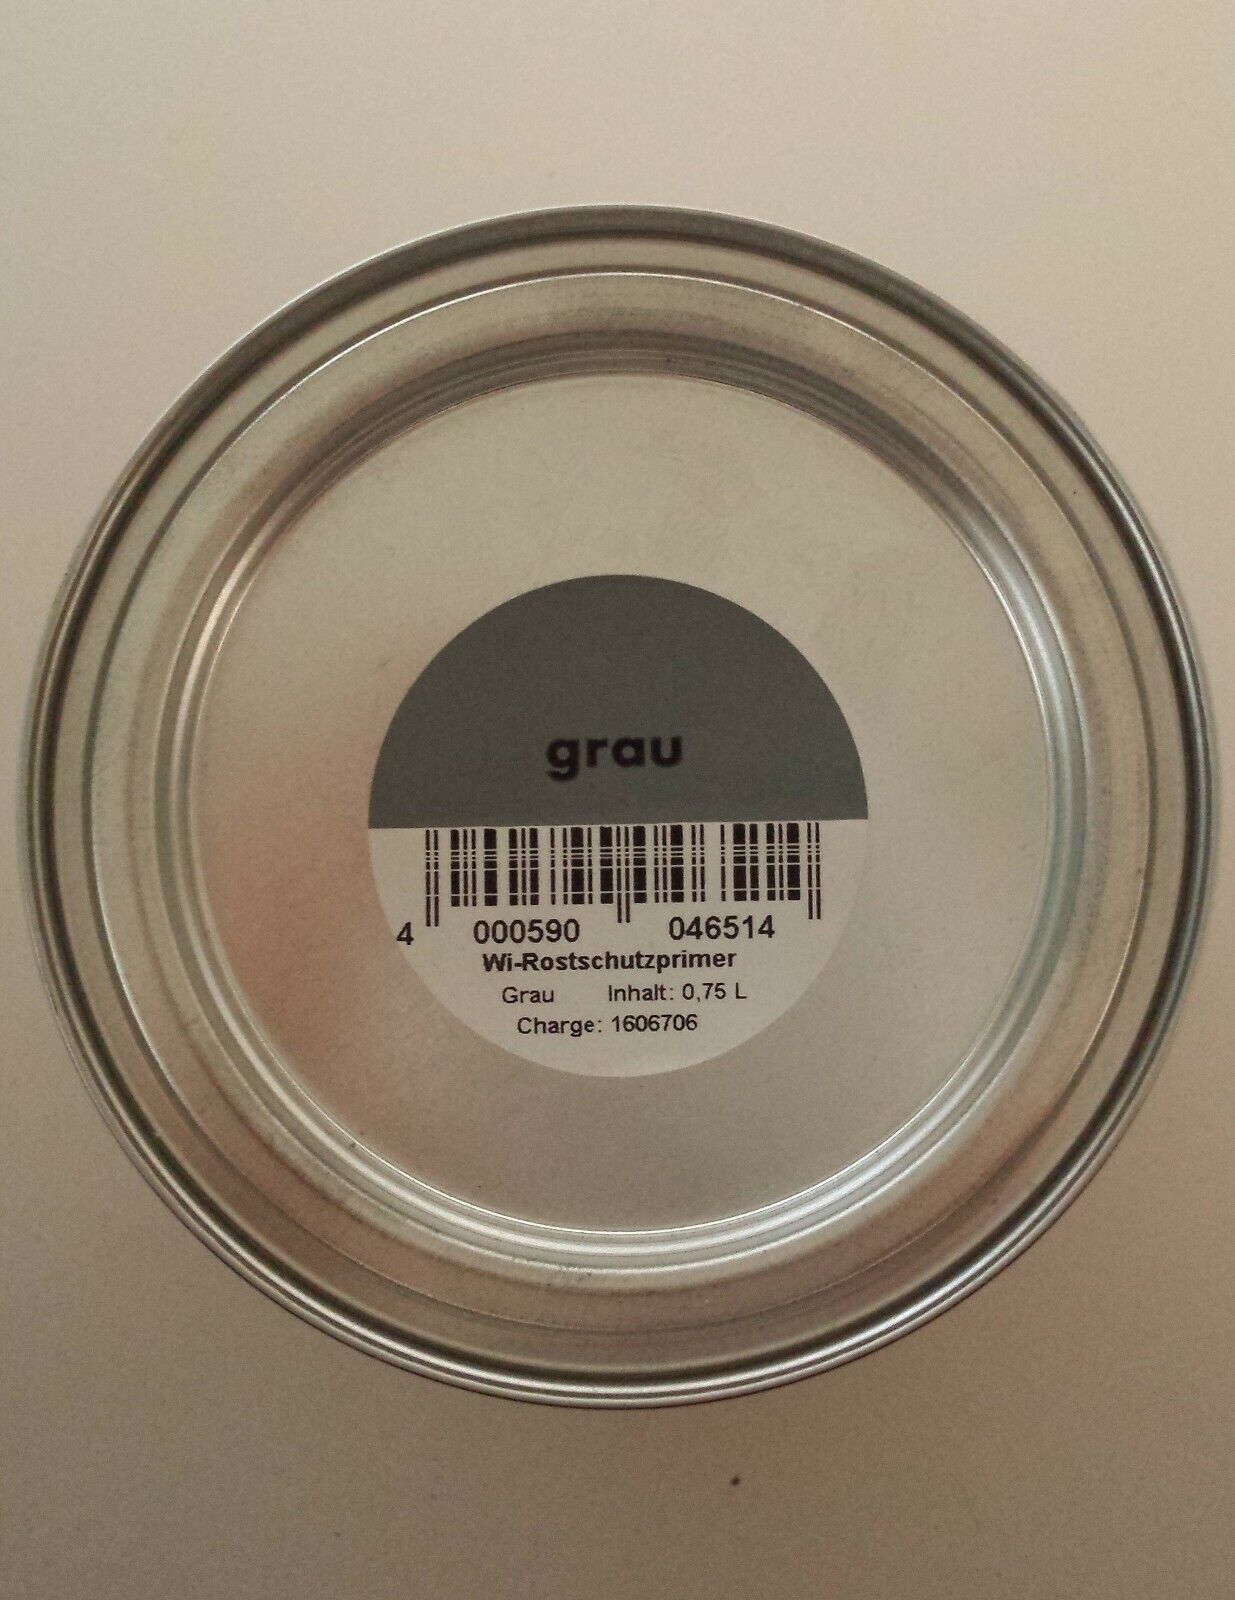 grau
4 000590 046514
Wi-Rostschutzprimer
Grau Inhalt: 0,75 L
Charge: 1606706